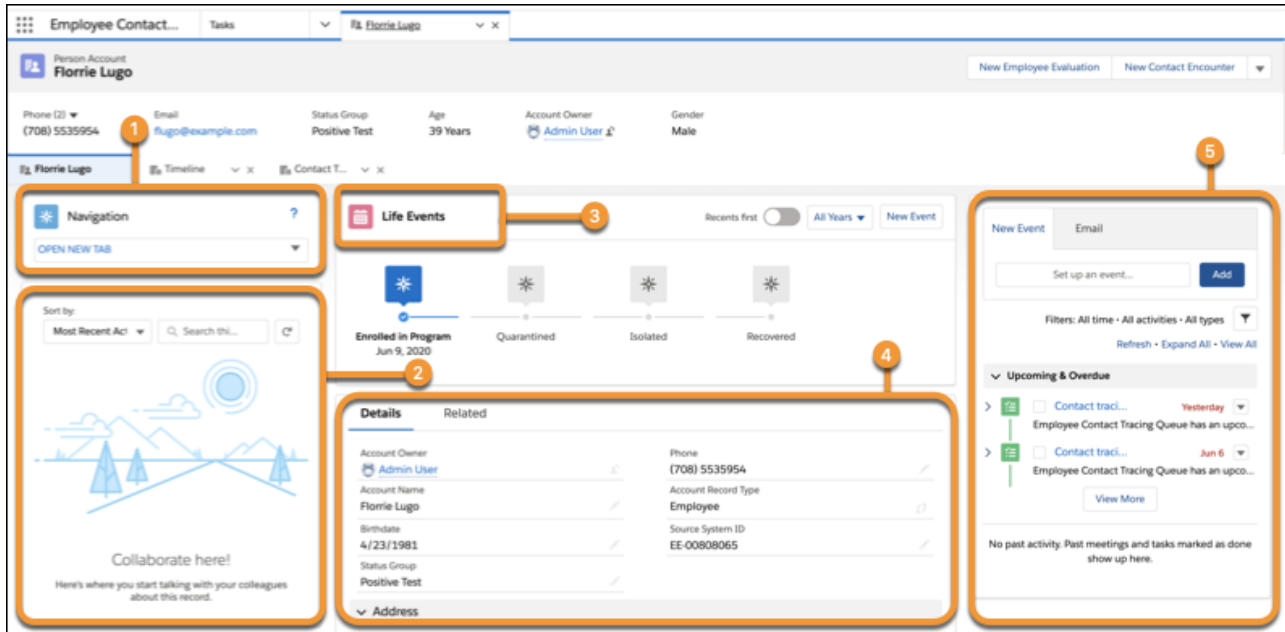 Employee Contact... Tasks Florrie Lugo
Person Account
Florrie Lugo
New Employee Evaluation New Contact Encounter
Phone (2) Email Status Group Age Account Owner Gender
(708) 5535954 flugo@example.com Positive Test 39 Years Admin User Male
1
5
Florrie Lugo Timeline Contact T...
Navigation ?
OPEN NEW TAB
Life Events
3
Recents first All Years New Event
New Event Email
Set up an event... Add
Sort by:
Most Recent Act Search thi...
Enrolled in Program Quarantined Isolated Recovered
Jun 9, 2020
Filters: All time • All activities • All types
Refresh • Expand All • View All
2
4
Upcoming & Overdue
Contact traci... Yesterday
Employee Contact Tracing Queue has an upco...
Contact traci... Jun 6
Employee Contact Tracing Queue has an upco...
View More
No past activity. Past meetings and tasks marked as done
show up here.
Details Related
Account Owner Phone
Admin User (708) 5535954
Account Name Account Record Type
Florrie Lugo Employee
Birthdate Source System ID
4/23/1981 EE-00808065
Status Group
Positive Test
Address
Collaborate here!
Here's where you start talking with your colleagues
about this record.